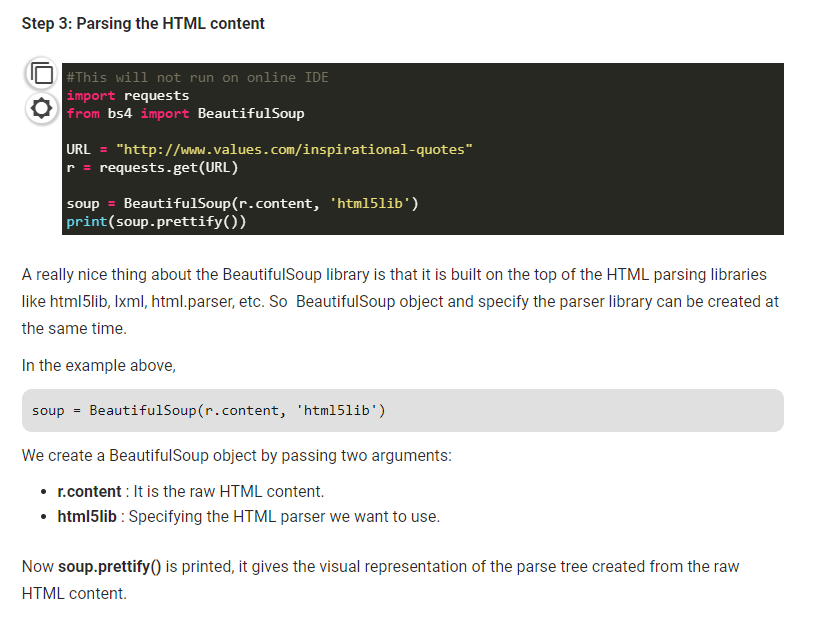 Step 3: Parsing the HTML content
#This will not run on online IDE
import requests
from bs4 import BeautifulSoup
URL = "http://www.values.com/inspirational-quotes"
r = requests.get(URL)
soup = BeautifulSoup(r.content, 'html5lib')
print(soup.prettify())
A really nice thing about the BeautifulSoup library is that it is built on the top of the HTML parsing libraries
like html5lib, lxml, html.parser, etc. So  BeautifulSoup object and specify the parser library can be created at
the same time.
In the example above,
soup = BeautifulSoup(r.content, 'html5lib')
We create a BeautifulSoup object by passing two arguments:
• r.content : It is the raw HTML content.
• html5lib : Specifying the HTML parser we want to use.
Now soup.prettify() is printed, it gives the visual representation of the parse tree created from the raw
HTML content.